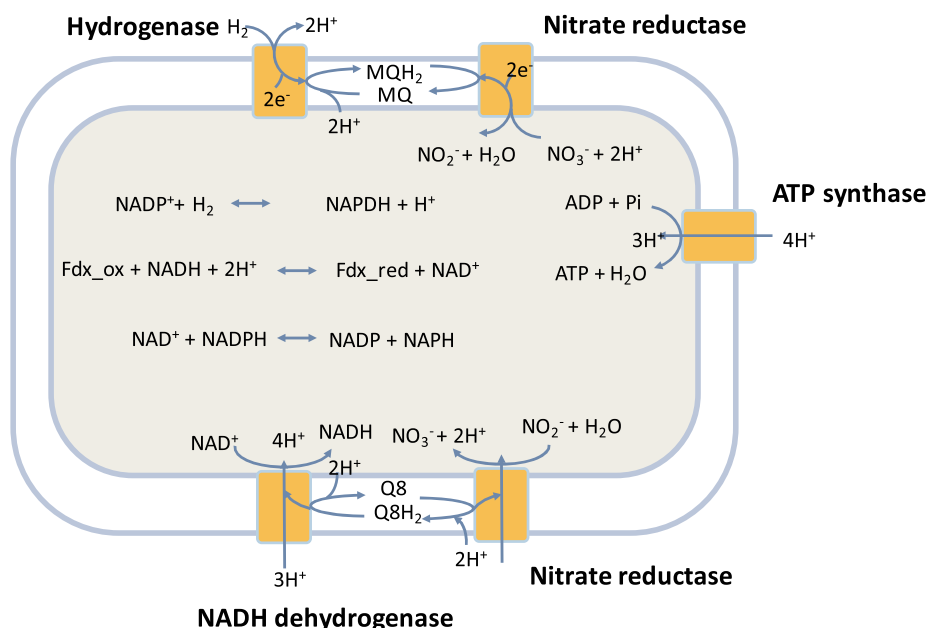 Hydrogenase
H₂
2H⁺
Nitrate reductase
2e⁻
MQH₂
MQ
2e⁻
2H⁺
NO₂⁻ + H₂O
NO₃⁻ + 2H⁺
ATP synthase
NADP⁺ + H₂
NAPDH + H⁺
ADP + Pi
3H⁺
4H⁺
Fdx_ox + NADH + 2H⁺
Fdx_red + NAD⁺
ATP + H₂O
NAD⁺ + NADPH
NADP + NAPH
NAD⁺
4H⁺
NADH
NO₃⁻ + 2H⁺
NO₂⁻ + H₂O
2H⁺
Q8
Q8H₂
2H⁺
3H⁺
Nitrate reductase
NADH dehydrogenase